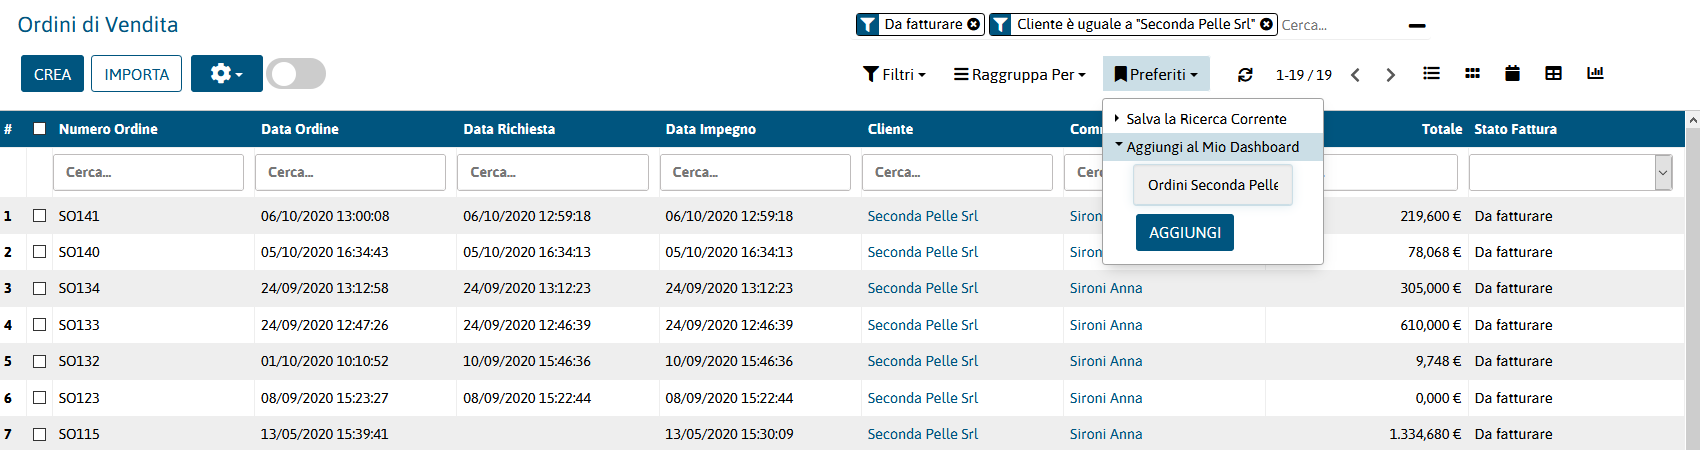 Ordini di Vendita
Da fatturare Cliente è uguale a "Seconda Pelle Srl" Cerca...
CREA IMPORTA Filtri Raggruppa Per Preferiti 1-19 / 19
Salva la Ricerca Corrente
Aggiungi al Mio Dashboard
Ordini Seconda Pelle
AGGIUNGI
# Numero Ordine Data Ordine Data Richiesta Data Impegno Cliente Totale Stato Fattura
Cerca... Cerca... Cerca... Cerca... Cerca...
1 SO141 06/10/2020 13:00:08 06/10/2020 12:59:18 06/10/2020 12:59:18 Seconda Pelle Srl Siron 219,600 € Da fatturare
2 SO140 05/10/2020 16:34:43 05/10/2020 16:34:13 05/10/2020 16:34:13 Seconda Pelle Srl Siron 78,068 € Da fatturare
3 SO134 24/09/2020 13:12:58 24/09/2020 13:12:23 24/09/2020 13:12:23 Seconda Pelle Srl Sironi Anna 305,000 € Da fatturare
4 SO133 24/09/2020 12:47:26 24/09/2020 12:46:39 24/09/2020 12:46:39 Seconda Pelle Srl Sironi Anna 610,000 € Da fatturare
5 SO132 01/10/2020 10:10:52 10/09/2020 15:46:36 10/09/2020 15:46:36 Seconda Pelle Srl Sironi Anna 9,748 € Da fatturare
6 SO123 08/09/2020 15:23:27 08/09/2020 15:22:44 08/09/2020 15:22:44 Seconda Pelle Srl Sironi Anna 0,000 € Da fatturare
7 SO115 13/05/2020 15:39:41 13/05/2020 15:30:09 Seconda Pelle Srl Sironi Anna 1.334,680 € Da fatturare